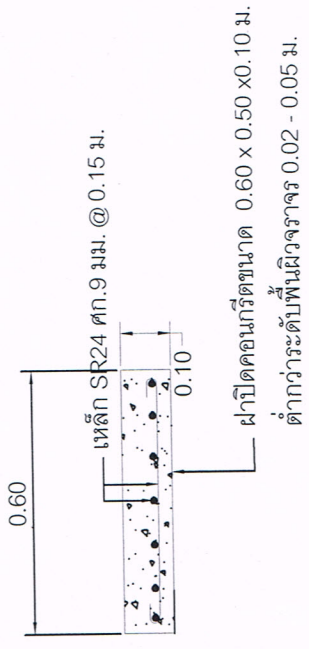 0.60
เหล็ก SR24 ศก.9 มม. @ 0.15 ม.
0.10
ฝาปิดคอนกรีตขนาด 0.60 x 0.50 x0.10 ม.
ต่ำกว่าระดับพื้นผิวจราจร 0.02 - 0.05 ม.